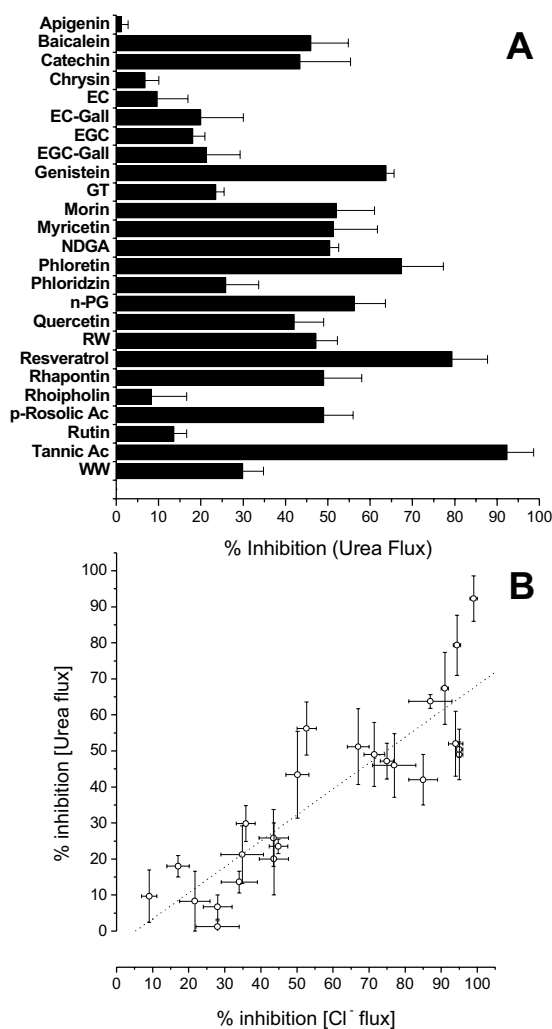 Apigenin
A
Baicalein
Catechin
Chrysin
EC
EC-Gall
EGC
EGC-Gall
Genistein
GT
Morin
Myricetin
NDGA
Phloretin
Phloridzin
n-PG
Quercetin
RW
Resveratrol
Rhapontin
Rhoipholin
p-Rosolic Ac
Rutin
Tannic Ac
WW
0 10 20 30 40 50 60 70 80 90 100
% Inhibition (Urea Flux)
B
% inhibition [Urea flux]
100
90
80
70
60
50
40
30
20
10
0
0 10 20 30 40 50 60 70 80 90 100
% inhibition [Cl⁻ flux]